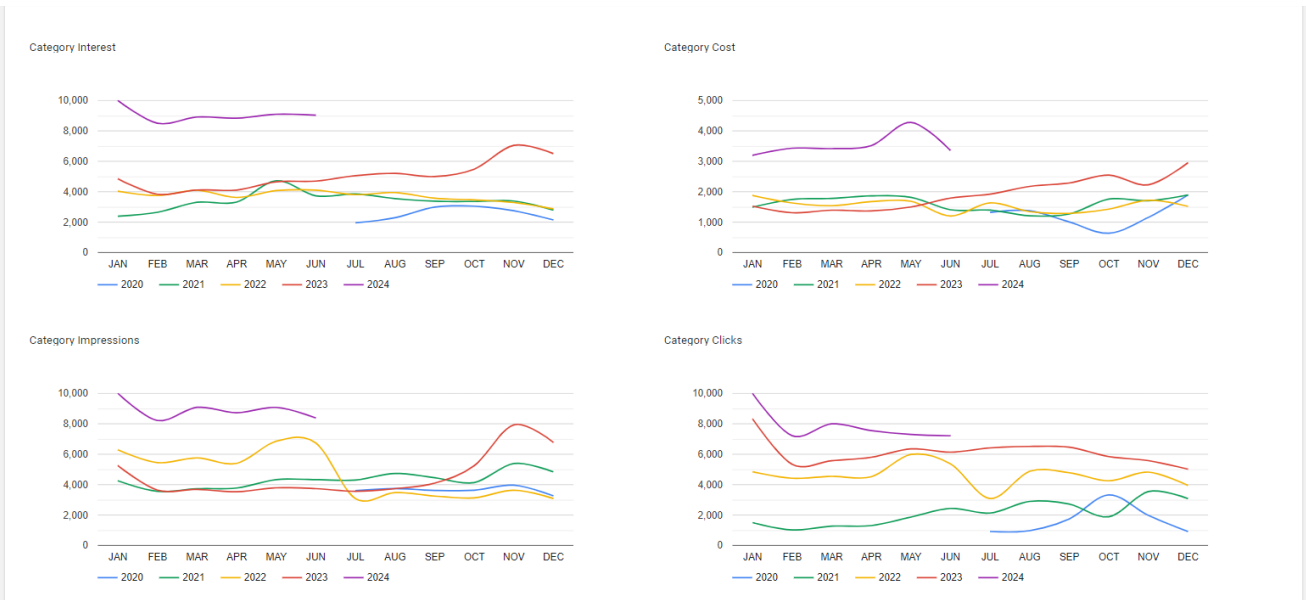 Category Interest
10,000
8,000
6,000
4,000
2,000
0
JAN FEB MAR APR MAY JUN JUL AUG SEP OCT NOV DEC
2020 2021 2022 2023 2024
Category Cost
5,000
4,000
3,000
2,000
1,000
0
JAN FEB MAR APR MAY JUN JUL AUG SEP OCT NOV DEC
2020 2021 2022 2023 2024
Category Impressions
10,000
8,000
6,000
4,000
2,000
0
JAN FEB MAR APR MAY JUN JUL AUG SEP OCT NOV DEC
2020 2021 2022 2023 2024
Category Clicks
10,000
8,000
6,000
4,000
2,000
0
JAN FEB MAR APR MAY JUN JUL AUG SEP OCT NOV DEC
2020 2021 2022 2023 2024